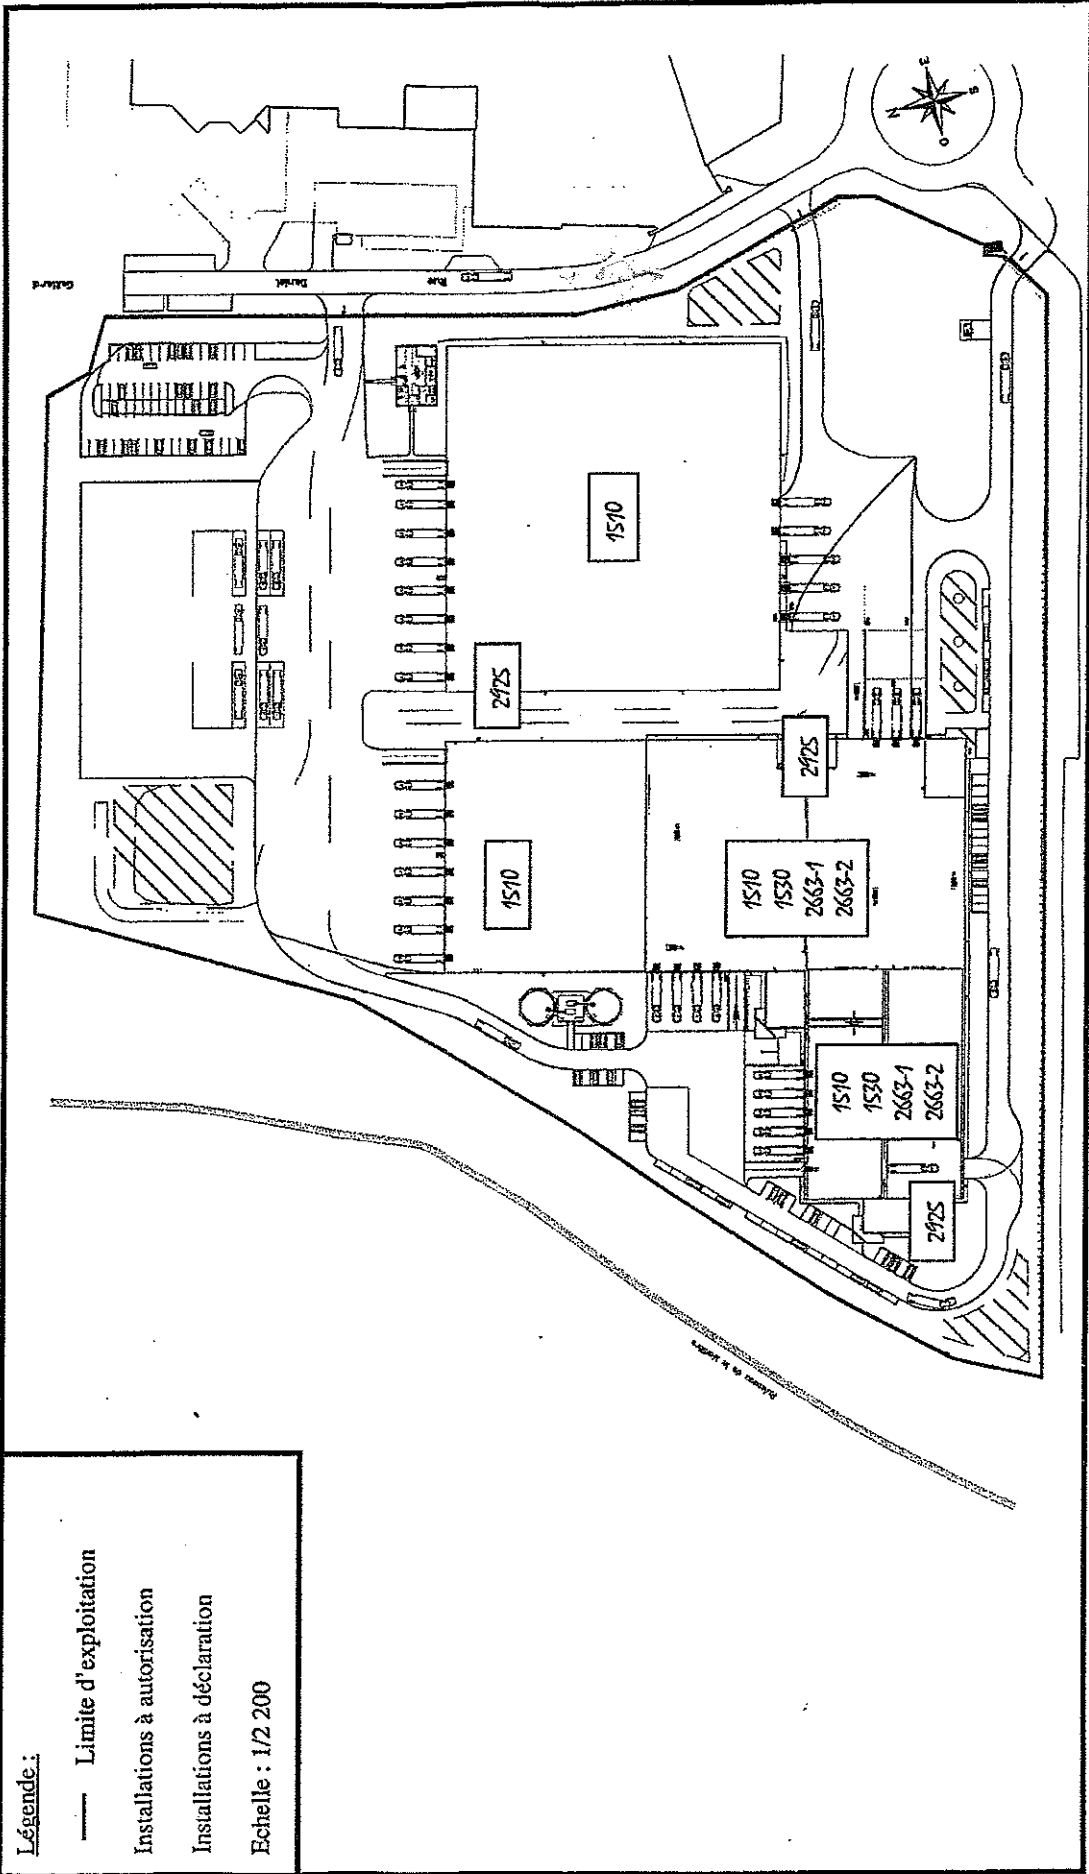 Légende :
Limite d'exploitation
Installations à autorisation
Installations à déclaration
Echelle : 1/2 200
Rue
Daniel
N
E
S
O
1510
2925
1510
2925
1510
1530
2663-1
2663-2
1510
1530
2663-1
2663-2
2925